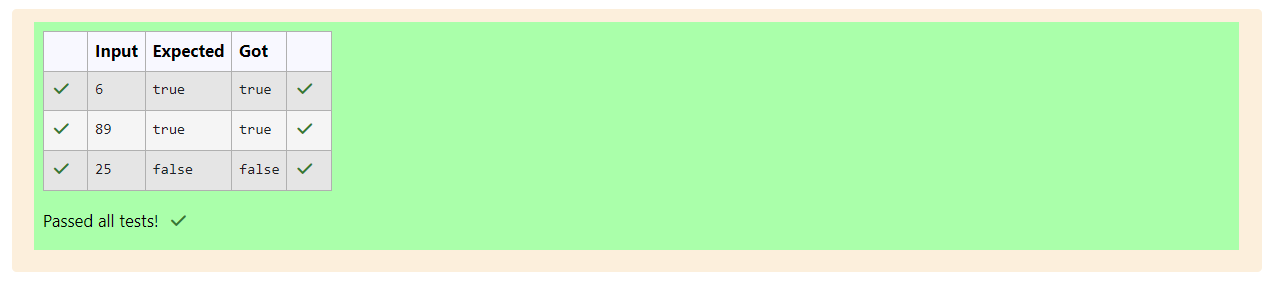 Input Expected Got
6 true true
89 true true
25 false false
Passed all tests!